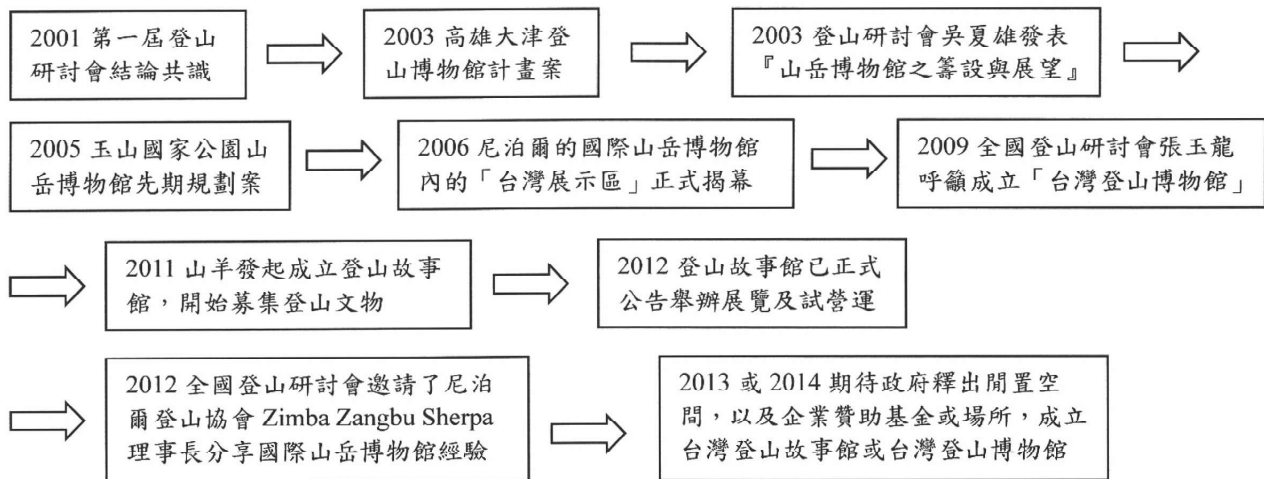 2001 第一屆登山
研討會結論共識
2003 高雄大津登
山博物館計畫案
2003 登山研討會吳夏雄發表
『山岳博物館之籌設與展望』
2005 玉山國家公園山
岳博物館先期規劃案
2006 尼泊爾的國際山岳博物館
內的「台灣展示區」正式揭幕
2009 全國登山研討會張玉龍
呼籲成立「台灣登山博物館」
2011 山羊發起成立登山故事
館，開始募集登山文物
2012 登山故事館已正式
公告舉辦展覽及試營運
2012 全國登山研討會邀請了尼泊
爾登山協會 Zimba Zangbu Sherpa
理事長分享國際山岳博物館經驗
2013 或 2014 期待政府釋出閒置空
間，以及企業贊助基金或場所，成立
台灣登山故事館或台灣登山博物館